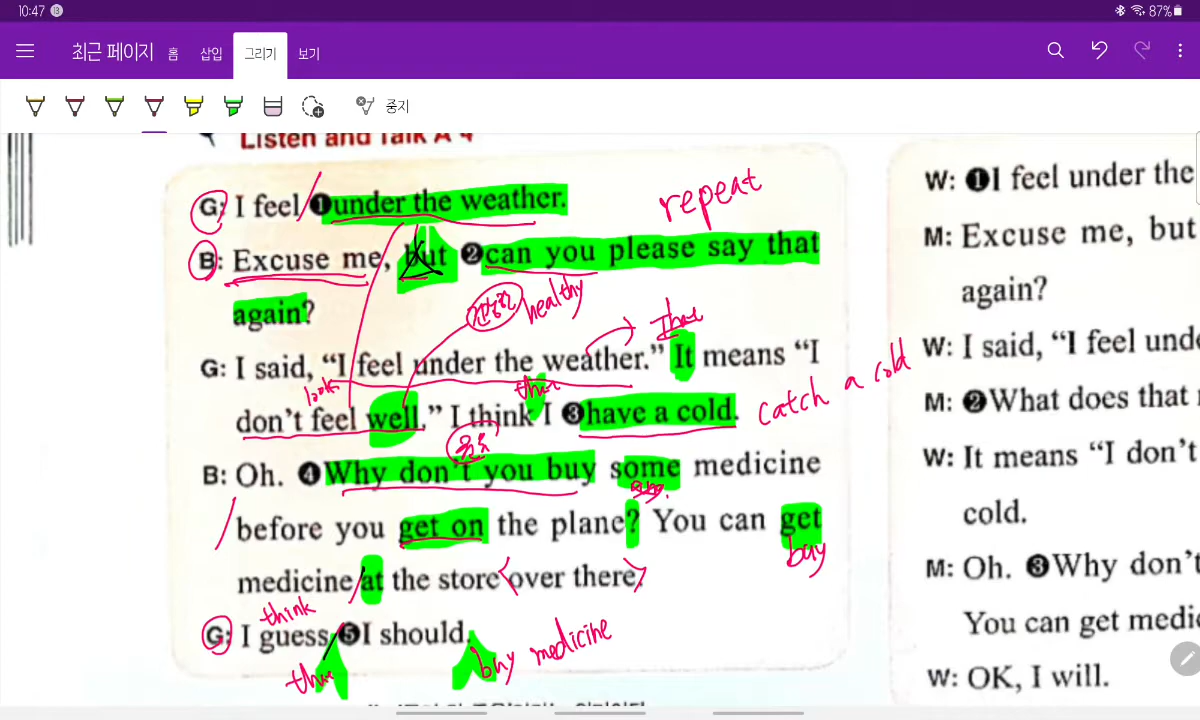 10:47 ⑬ 87%
최근 페이지 홈 삽입 그리기 보기
중지
Listen and Talk A 4
G: I feel ❶under the weather.
repeat
B: Excuse me, but ❷can you please say that
again?
healthy
that
G: I said, “I feel under the weather.” It means “I
look
that
catch a cold
don’t feel well.” I think I ❸have a cold.
B: Oh. ❹Why don’t you buy some medicine
before you get on the plane? You can get
buy
medicine at the store over there.
think
G: I guess ❺I should.
that
buy medicine
W: ❶I feel under the
M: Excuse me, but
again?
W: I said, “I feel unde
M: ❷What does that
W: It means “I don’t
cold.
M: Oh. ❸Why don’t
You can get medi
W: OK, I will.